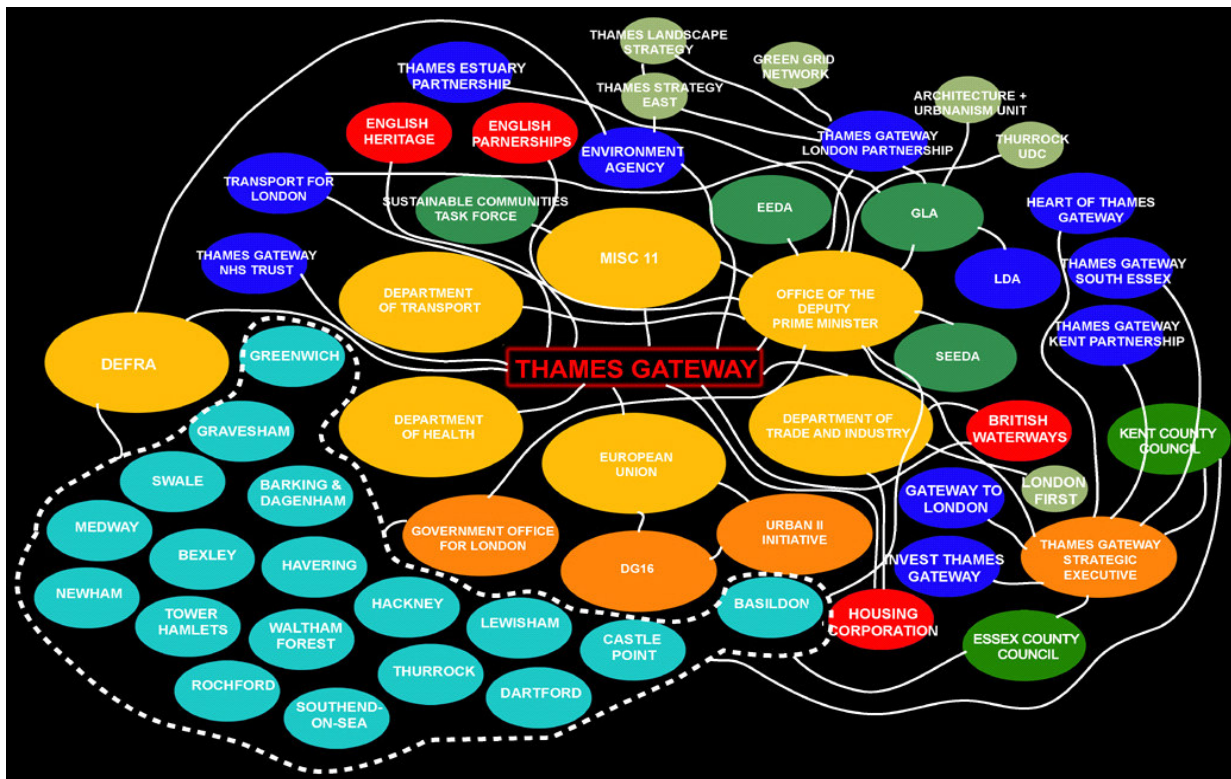 THAMES LANDSCAPE
STRATEGY
GREEN GRID
NETWORK
THAMES ESTUARY
PARTNERSHIP
THAMES STRATEGY
EAST
ARCHITECTURE +
URBNANISM UNIT
ENGLISH
HERITAGE
ENGLISH
PARNERSHIPS
ENVIRONMENT
AGENCY
THAMES GATEWAY
LONDON PARTNERSHIP
THURROCK
UDC
TRANSPORT FOR
LONDON
SUSTAINABLE COMMUNITIES
TASK FORCE
EEDA
GLA
HEART OF THAMES
GATEWAY
THAMES GATEWAY
NHS TRUST
MISC 11
LDA
THAMES GATEWAY
SOUTH ESSEX
DEPARTMENT
OF TRANSPORT
OFFICE OF THE
DEPUTY
PRIME MINISTER
THAMES GATEWAY
KENT PARTNERSHIP
DEFRA
GREENWICH
THAMES GATEWAY
SEEDA
GRAVESHAM
DEPARTMENT
OF HEALTH
EUROPEAN
UNION
DEPARTMENT OF
TRADE AND INDUSTRY
BRITISH
WATERWAYS
KENT COUNTY
COUNCIL
SWALE
BARKING &
DAGENHAM
GATEWAY TO
LONDON
LONDON
FIRST
MEDWAY
BEXLEY
HAVERING
GOVERNMENT OFFICE
FOR LONDON
DG16
URBAN II
INITIATIVE
INVEST THAMES
GATEWAY
THAMES GATEWAY
STRATEGIC
EXECUTIVE
NEWHAM
TOWER
HAMLETS
WALTHAM
FOREST
HACKNEY
LEWISHAM
CASTLE
POINT
BASILDON
HOUSING
CORPORATION
ESSEX COUNTY
COUNCIL
ROCHFORD
SOUTHEND-
ON-SEA
THURROCK
DARTFORD